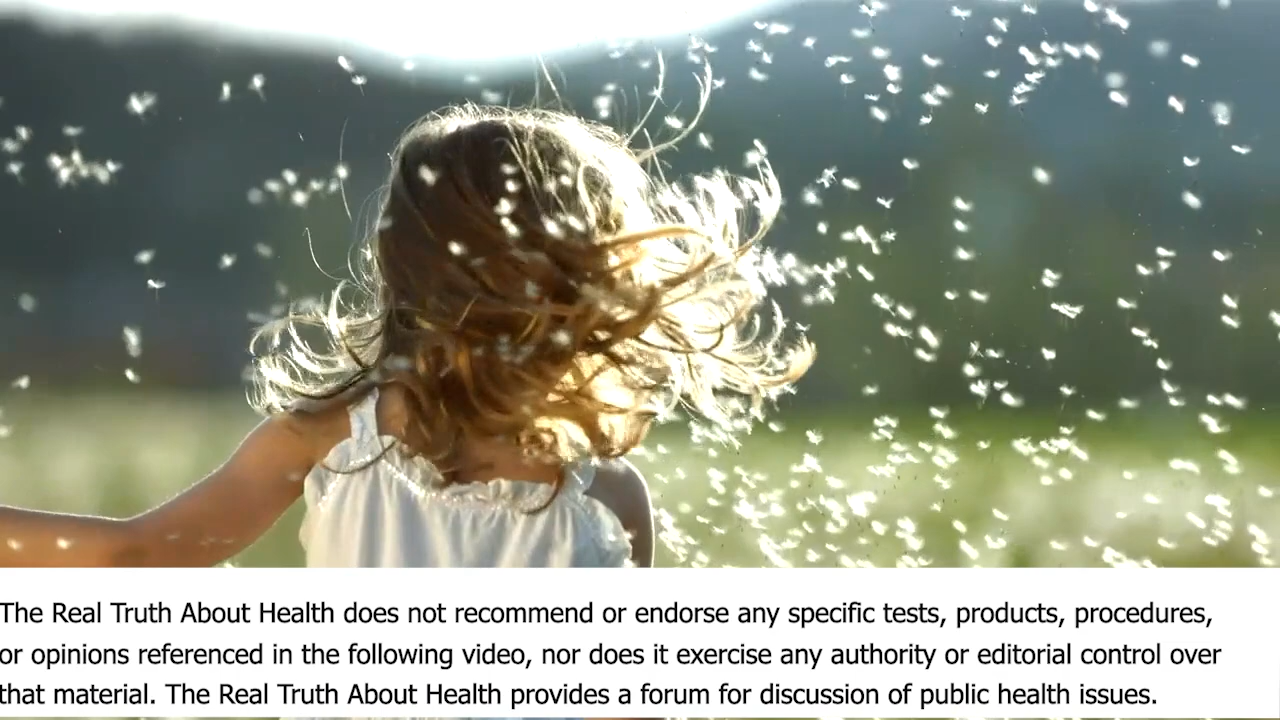 The Real Truth About Health does not recommend or endorse any specific tests, products, procedures,
or opinions referenced in the following video, nor does it exercise any authority or editorial control over
that material. The Real Truth About Health provides a forum for discussion of public health issues.